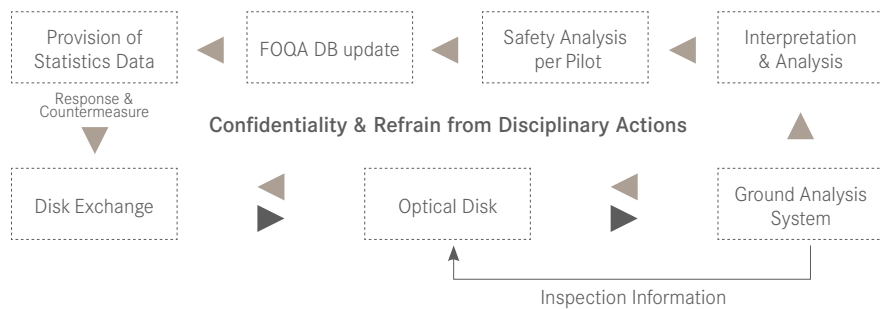 Provision of
Statistics Data
FOQA DB update
Safety Analysis
per Pilot
Interpretation
& Analysis
Response &
Countermeasure
Confidentiality & Refrain from Disciplinary Actions
Disk Exchange
Optical Disk
Ground Analysis
System
Inspection Information